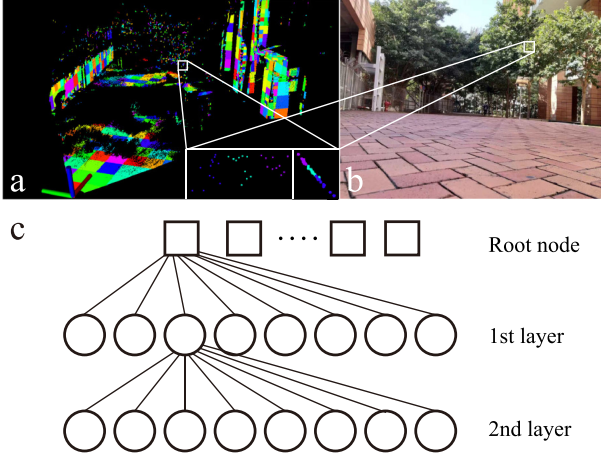 a
b
c
....
Root node
1st layer
2nd layer